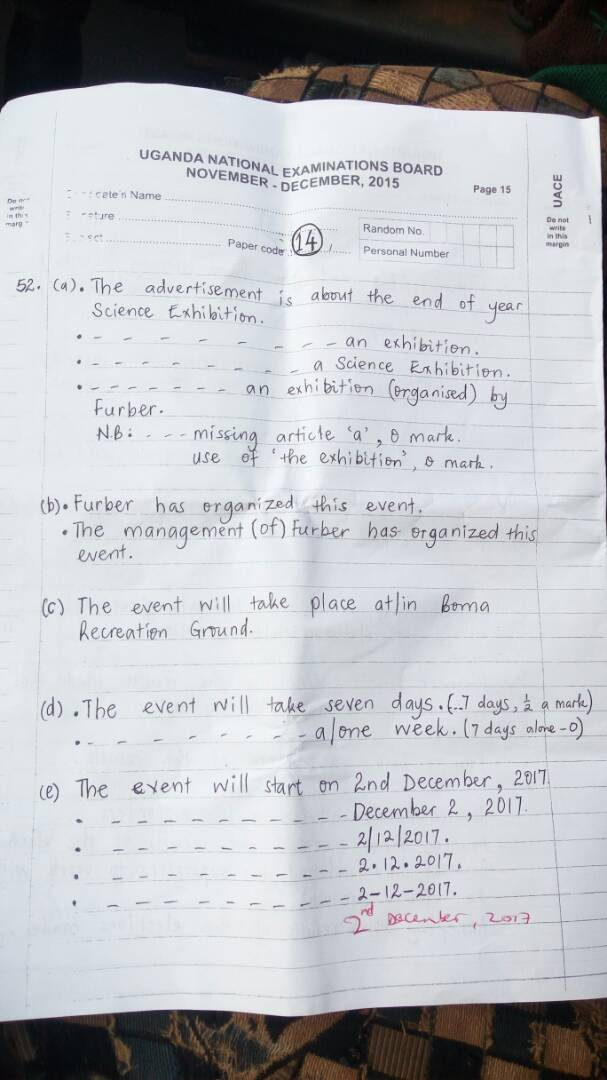 UGANDA NATIONAL EXAMINATIONS BOARD
NOVEMBER - DECEMBER, 2015
Page 15
UACE
Name
Do not write in this margin
Random No.
Paper code 14
Personal Number
52. (a). The advertisement is about the end of year
Science Exhibition.
• - - - - - - - - an exhibition.
• - - - - - - - - a Science Exhibition.
• - - - - - - - an exhibition (organised) by
Furber.
NB: - - - missing article 'a', 0 mark.
use of 'the exhibition', 0 mark.
(b). Furber has organized this event.
• The management (of) Furber has organized this
event.
(c) The event will take place at/in Boma
Recreation Ground.
(d) . The event will take seven days. (..7 days, ½ a mark)
• - - - - - - - - - a/one week. (7 days alone - 0)
(e) The event will start on 2nd December, 2017.
• - - - - - - - - - - December 2, 2017.
• - - - - - - - - - - 2/12/2017.
• - - - - - - - - - - 2.12.2017.
• - - - - - - - - - - 2-12-2017.
2nd December, 2017